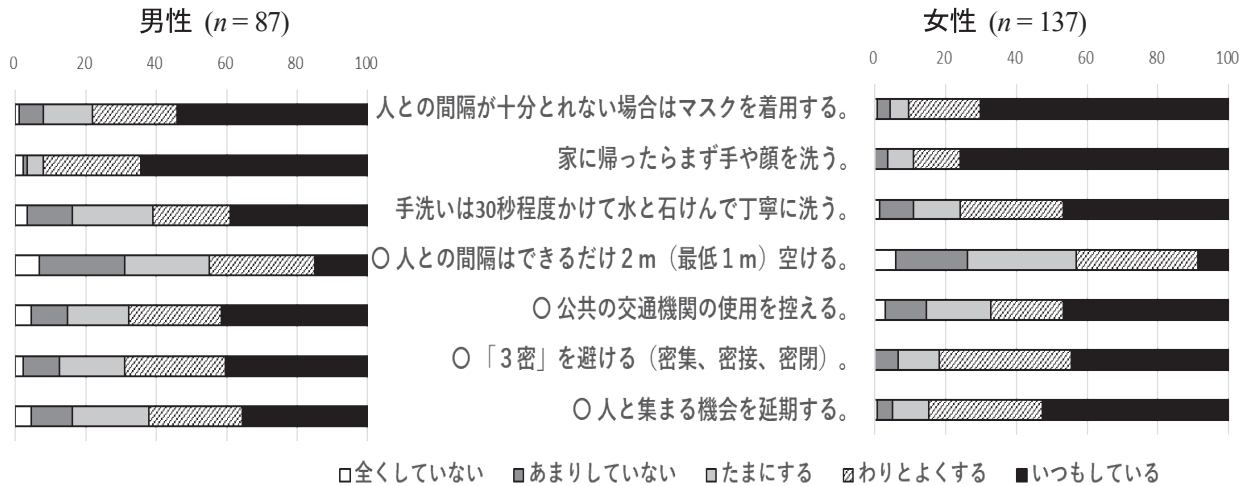 男性 (n = 87)
女性 (n = 137)
0 20 40 60 80 100
0 20 40 60 80 100
人との間隔が十分とれない場合はマスクを着用する。
家に帰ったらまず手や顔を洗う。
手洗いは30秒程度かけて水と石けんで丁寧に洗う。
〇 人との間隔はできるだけ２ｍ（最低１ｍ）空ける。
〇 公共の交通機関の使用を控える。
〇 「３密」を避ける（密集、密接、密閉）。
〇 人と集まる機会を延期する。
全くしていない あまりしていない たまにする わりとよくする いつもしている